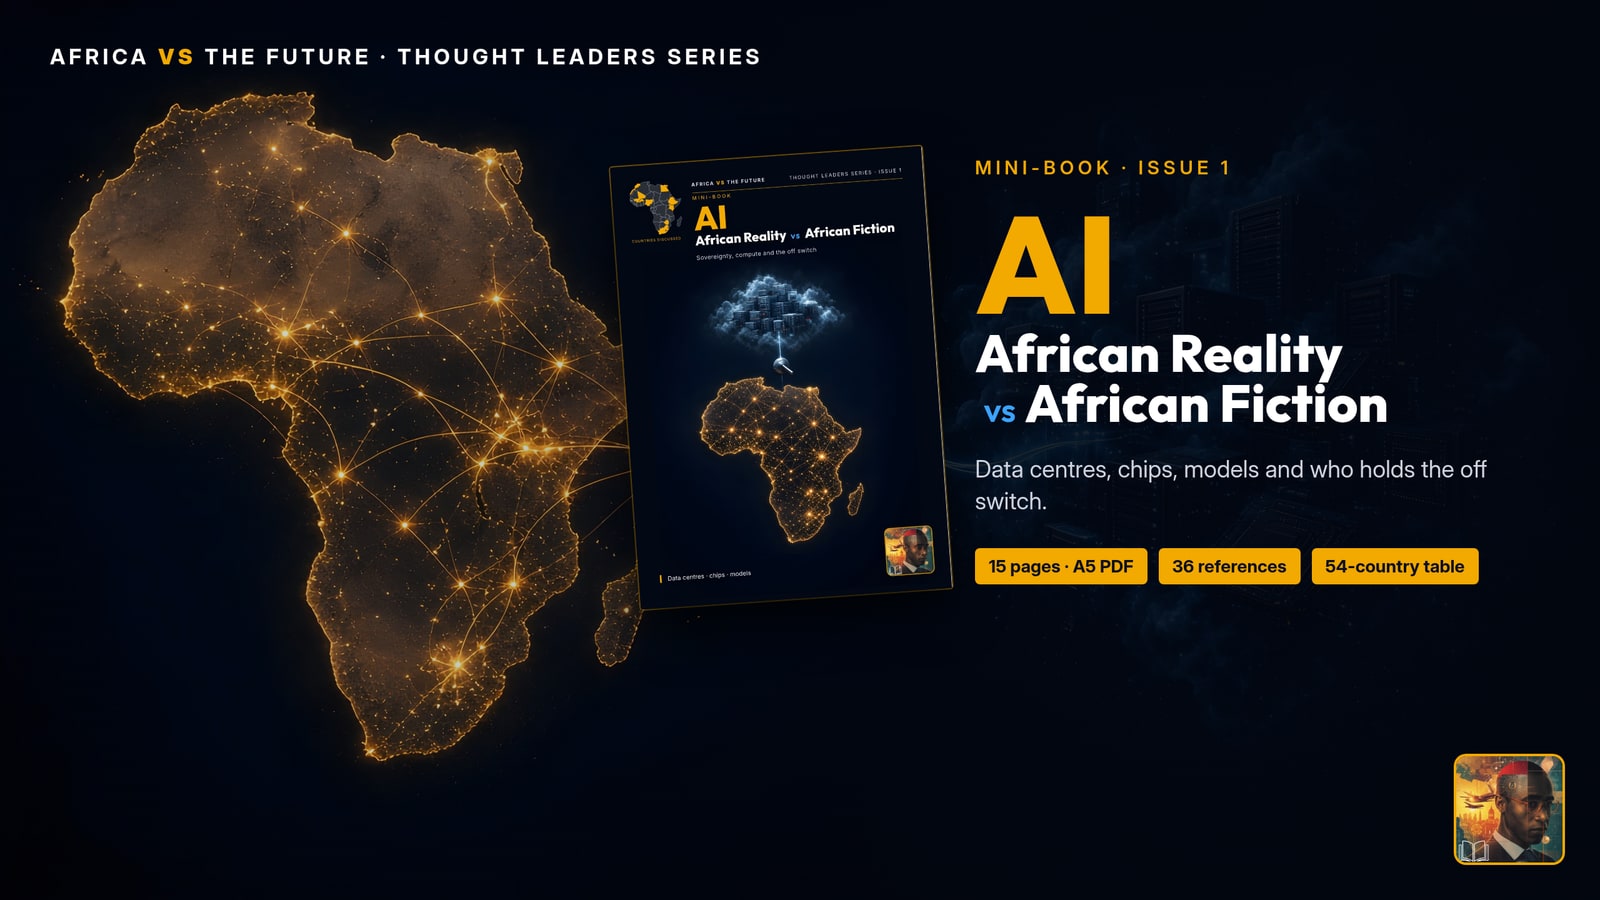 AFRICA VS THE FUTURE · THOUGHT LEADERS SERIES
AFRICA VS THE FUTURE
THOUGHT LEADERS SERIES · ISSUE 1
MINI-BOOK
AI
African Reality vs African Fiction
Sovereignty, compute and the off switch
COUNTRIES DISCUSSED
Data centres · chips · models
MINI-BOOK · ISSUE 1
AI
African Reality
vs African Fiction
Data centres, chips, models and who holds the off
switch.
15 pages · A5 PDF
36 references
54-country table